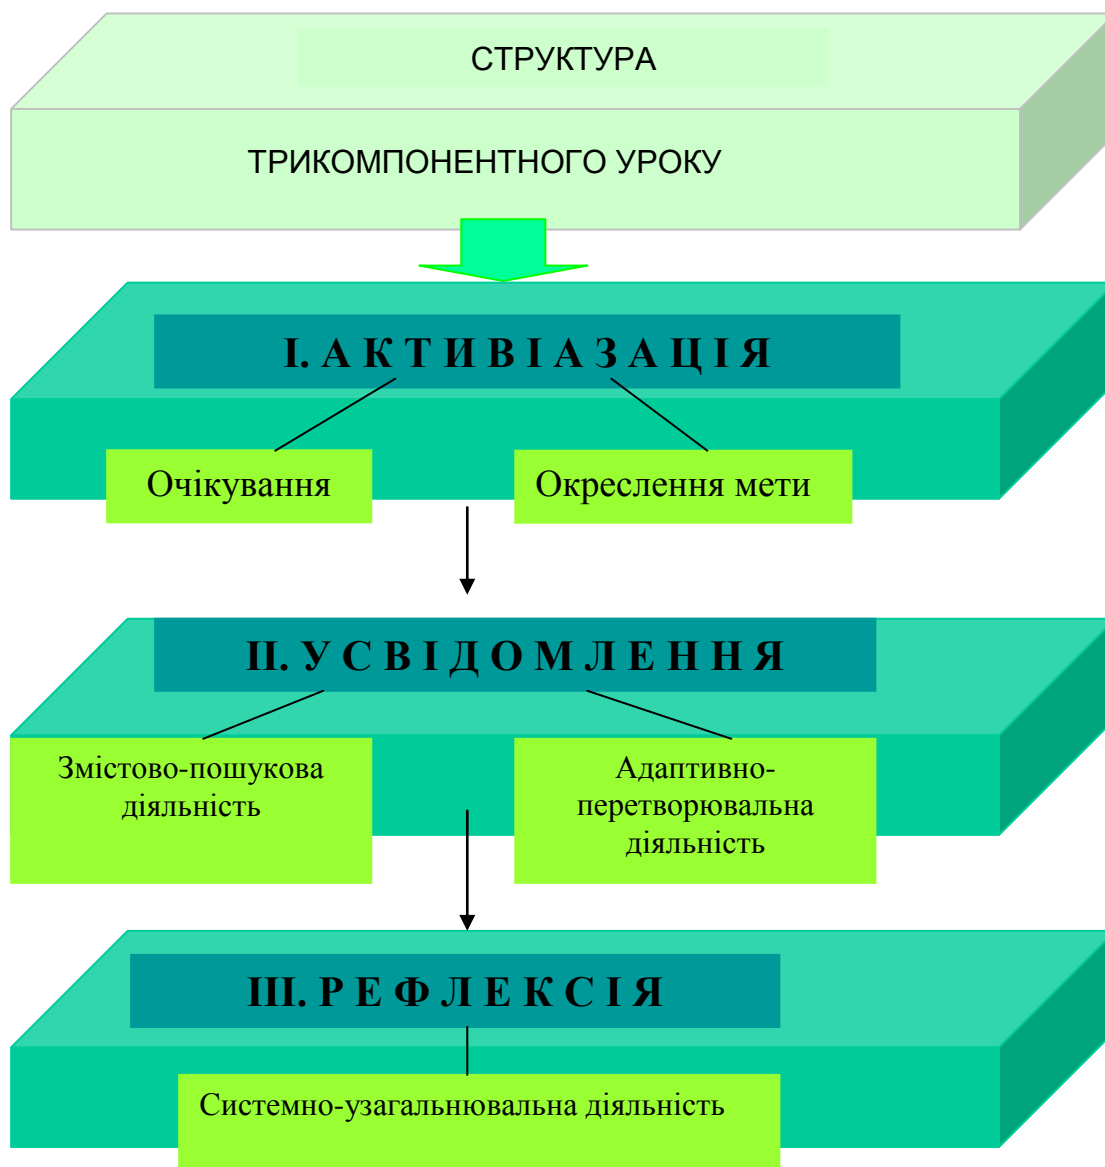 СТРУКТУРА
ТРИКОМПОНЕНТНОГО УРОКУ
І. А К Т И В І А З А Ц І Я
Очікування
Окреслення мети
ІІ. У С В І Д О М Л Е Н Н Я
Змістово-пошукова
діяльність
Адаптивно-
перетворювальна
діяльність
ІІІ. Р Е Ф Л Е К С І Я
Системно-узагальнювальна діяльність